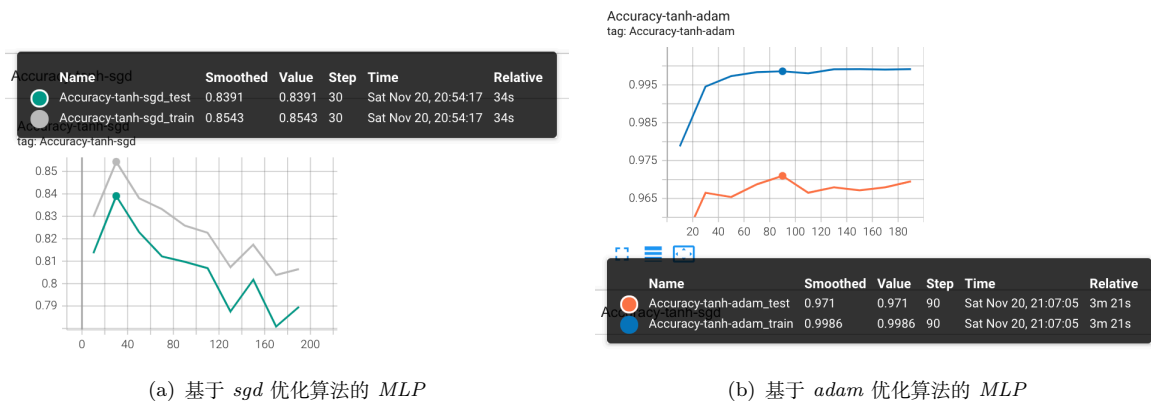 Accuracy-tanh-sgd
Name Smoothed Value Step Time Relative
Accuracy-tanh-sgd_test 0.8391 0.8391 30 Sat Nov 20, 20:54:17 34s
Accuracy-tanh-sgd_train 0.8543 0.8543 30 Sat Nov 20, 20:54:17 34s
Accuracy-tanh-sgd
tag: Accuracy-tanh-sgd
0.85
0.84
0.83
0.82
0.81
0.8
0.79
0 40 80 120 160 200
(a) 基于 sgd 优化算法的 MLP
Accuracy-tanh-adam
tag: Accuracy-tanh-adam
0.995
0.985
0.975
0.965
20 40 60 80 100 120 140 160 180
Name Smoothed Value Step Time Relative
Accuracy-tanh-adam_test 0.971 0.971 90 Sat Nov 20, 21:07:05 3m 21s
Accuracy-tanh-adam_train 0.9986 0.9986 90 Sat Nov 20, 21:07:05 3m 21s
Accuracy-tanh-sgd
(b) 基于 adam 优化算法的 MLP